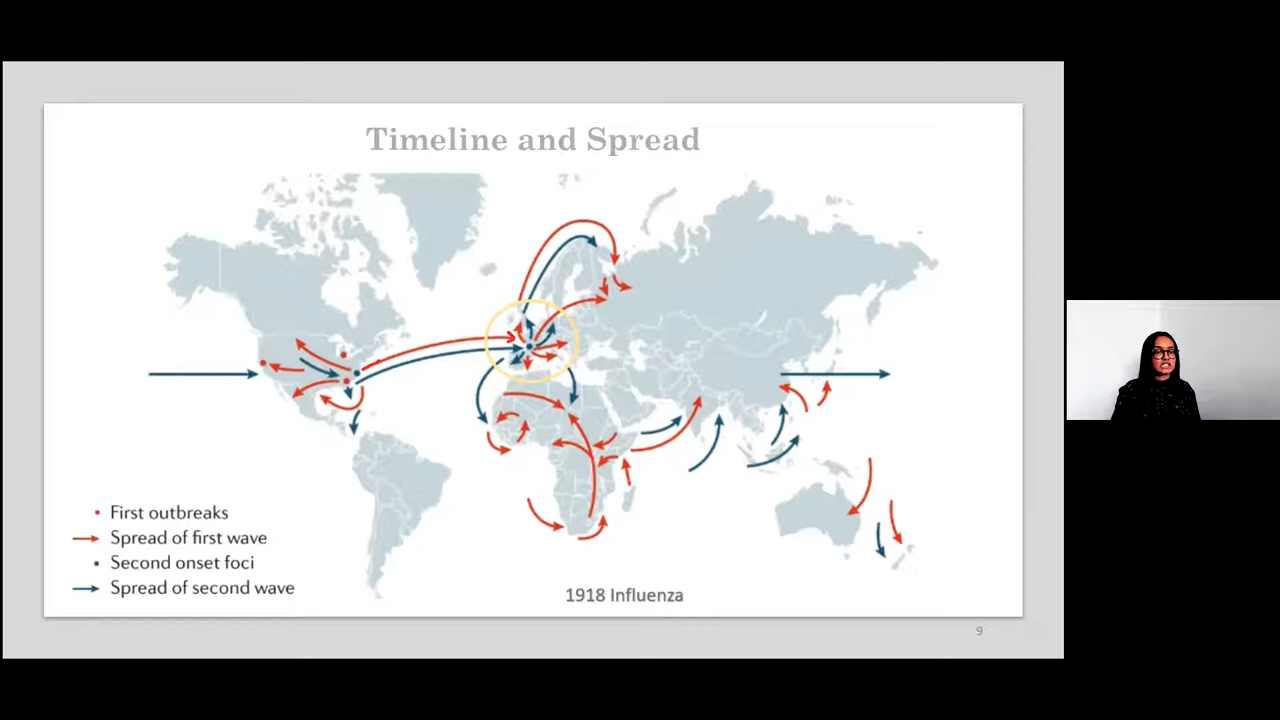 Timeline and Spread
First outbreaks
Spread of first wave
Second onset foci
Spread of second wave
1918 Influenza
9